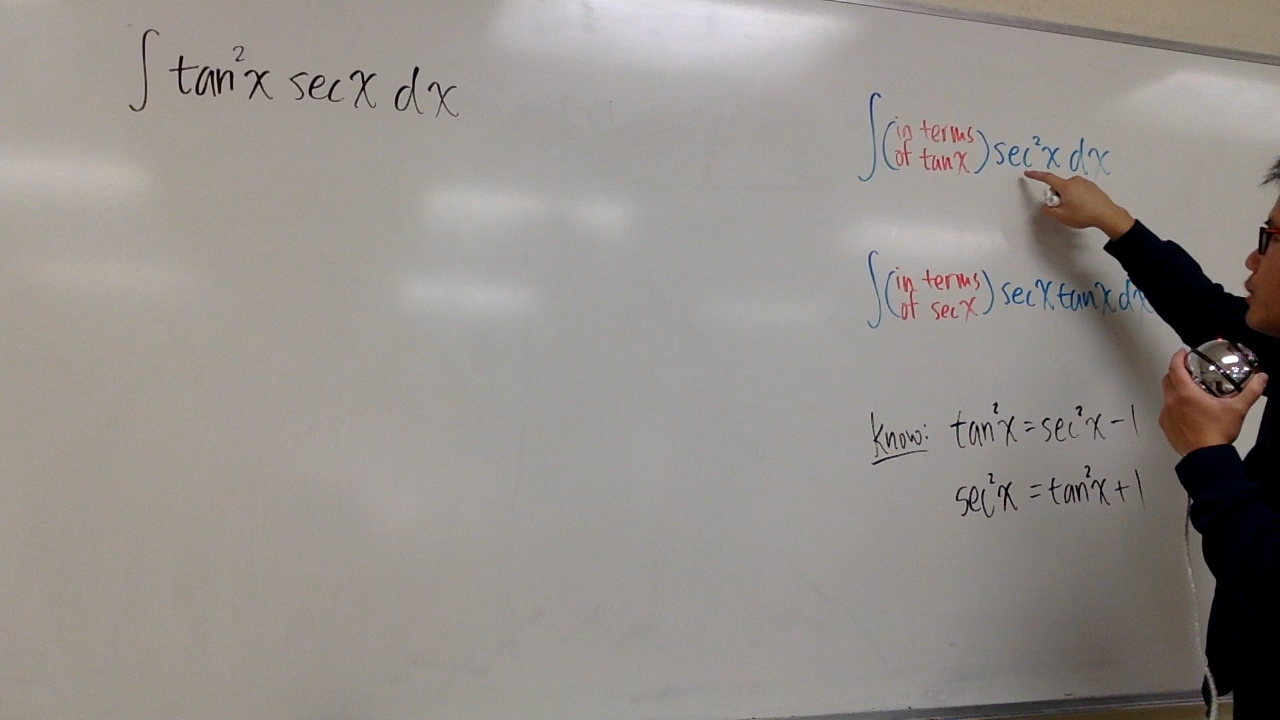 ∫ tan²x secx dx
∫(in terms of tanx) sec²x dx
∫(in terms of secx) secx tanx dx
Know: tan²x = sec²x - 1
sec²x = tan²x + 1